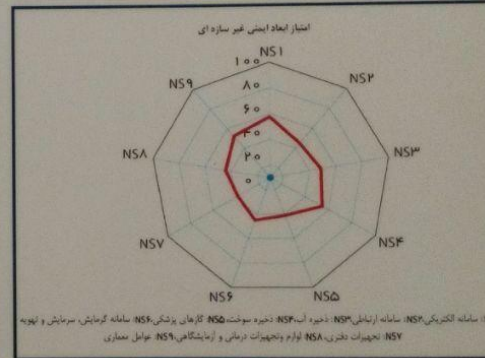 امتیاز ابعاد ایمنی غیر سازه ای
NS۱
NS۲
NS۳
NS۴
NS۵
NS۶
NS۷
NS۸
NS۹
۱۰۰
۸۰
۶۰
۴۰
۲۰
۰
: سامانه الکتریکی،NS۲: سامانه ارتباطی،NS۳: ذخیره آب،NS۴: ذخیره سوخت،NS۵: گازهای پزشکی،NS۶: سامانه گرمایش، سرمایش و تهویه
NS۷: تجهیزات دفتری، NS۸: لوازم وتجهیزات درمانی و آزمایشگاهی،NS۹: عوامل معماری